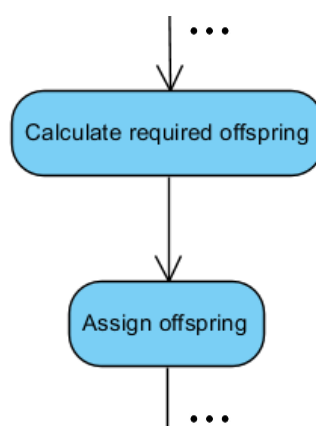 ...
Calculate required offspring
Assign offspring
...